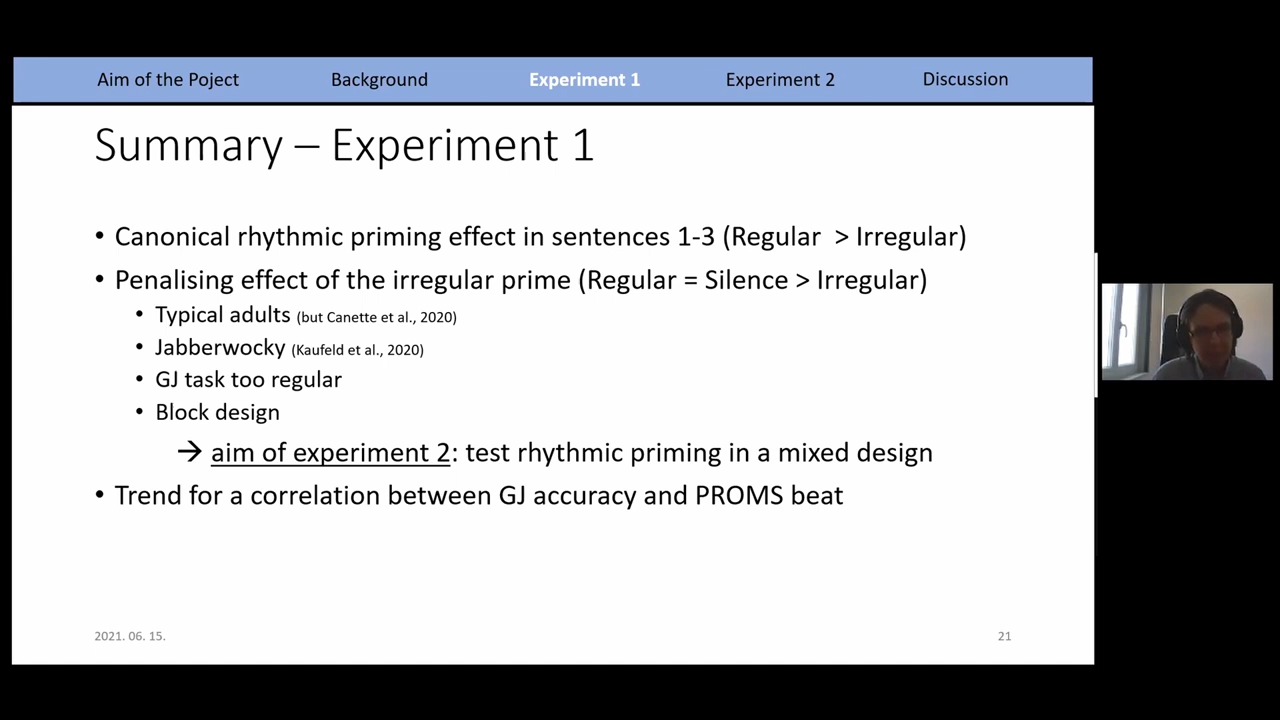 Aim of the Poject Background Experiment 1 Experiment 2 Discussion
Summary – Experiment 1
• Canonical rhythmic priming effect in sentences 1-3 (Regular > Irregular)
• Penalising effect of the irregular prime (Regular = Silence > Irregular)
• Typical adults (but Canette et al., 2020)
• Jabberwocky (Kaufeld et al., 2020)
• GJ task too regular
• Block design
→ aim of experiment 2: test rhythmic priming in a mixed design
• Trend for a correlation between GJ accuracy and PROMS beat
2021. 06. 15. 21